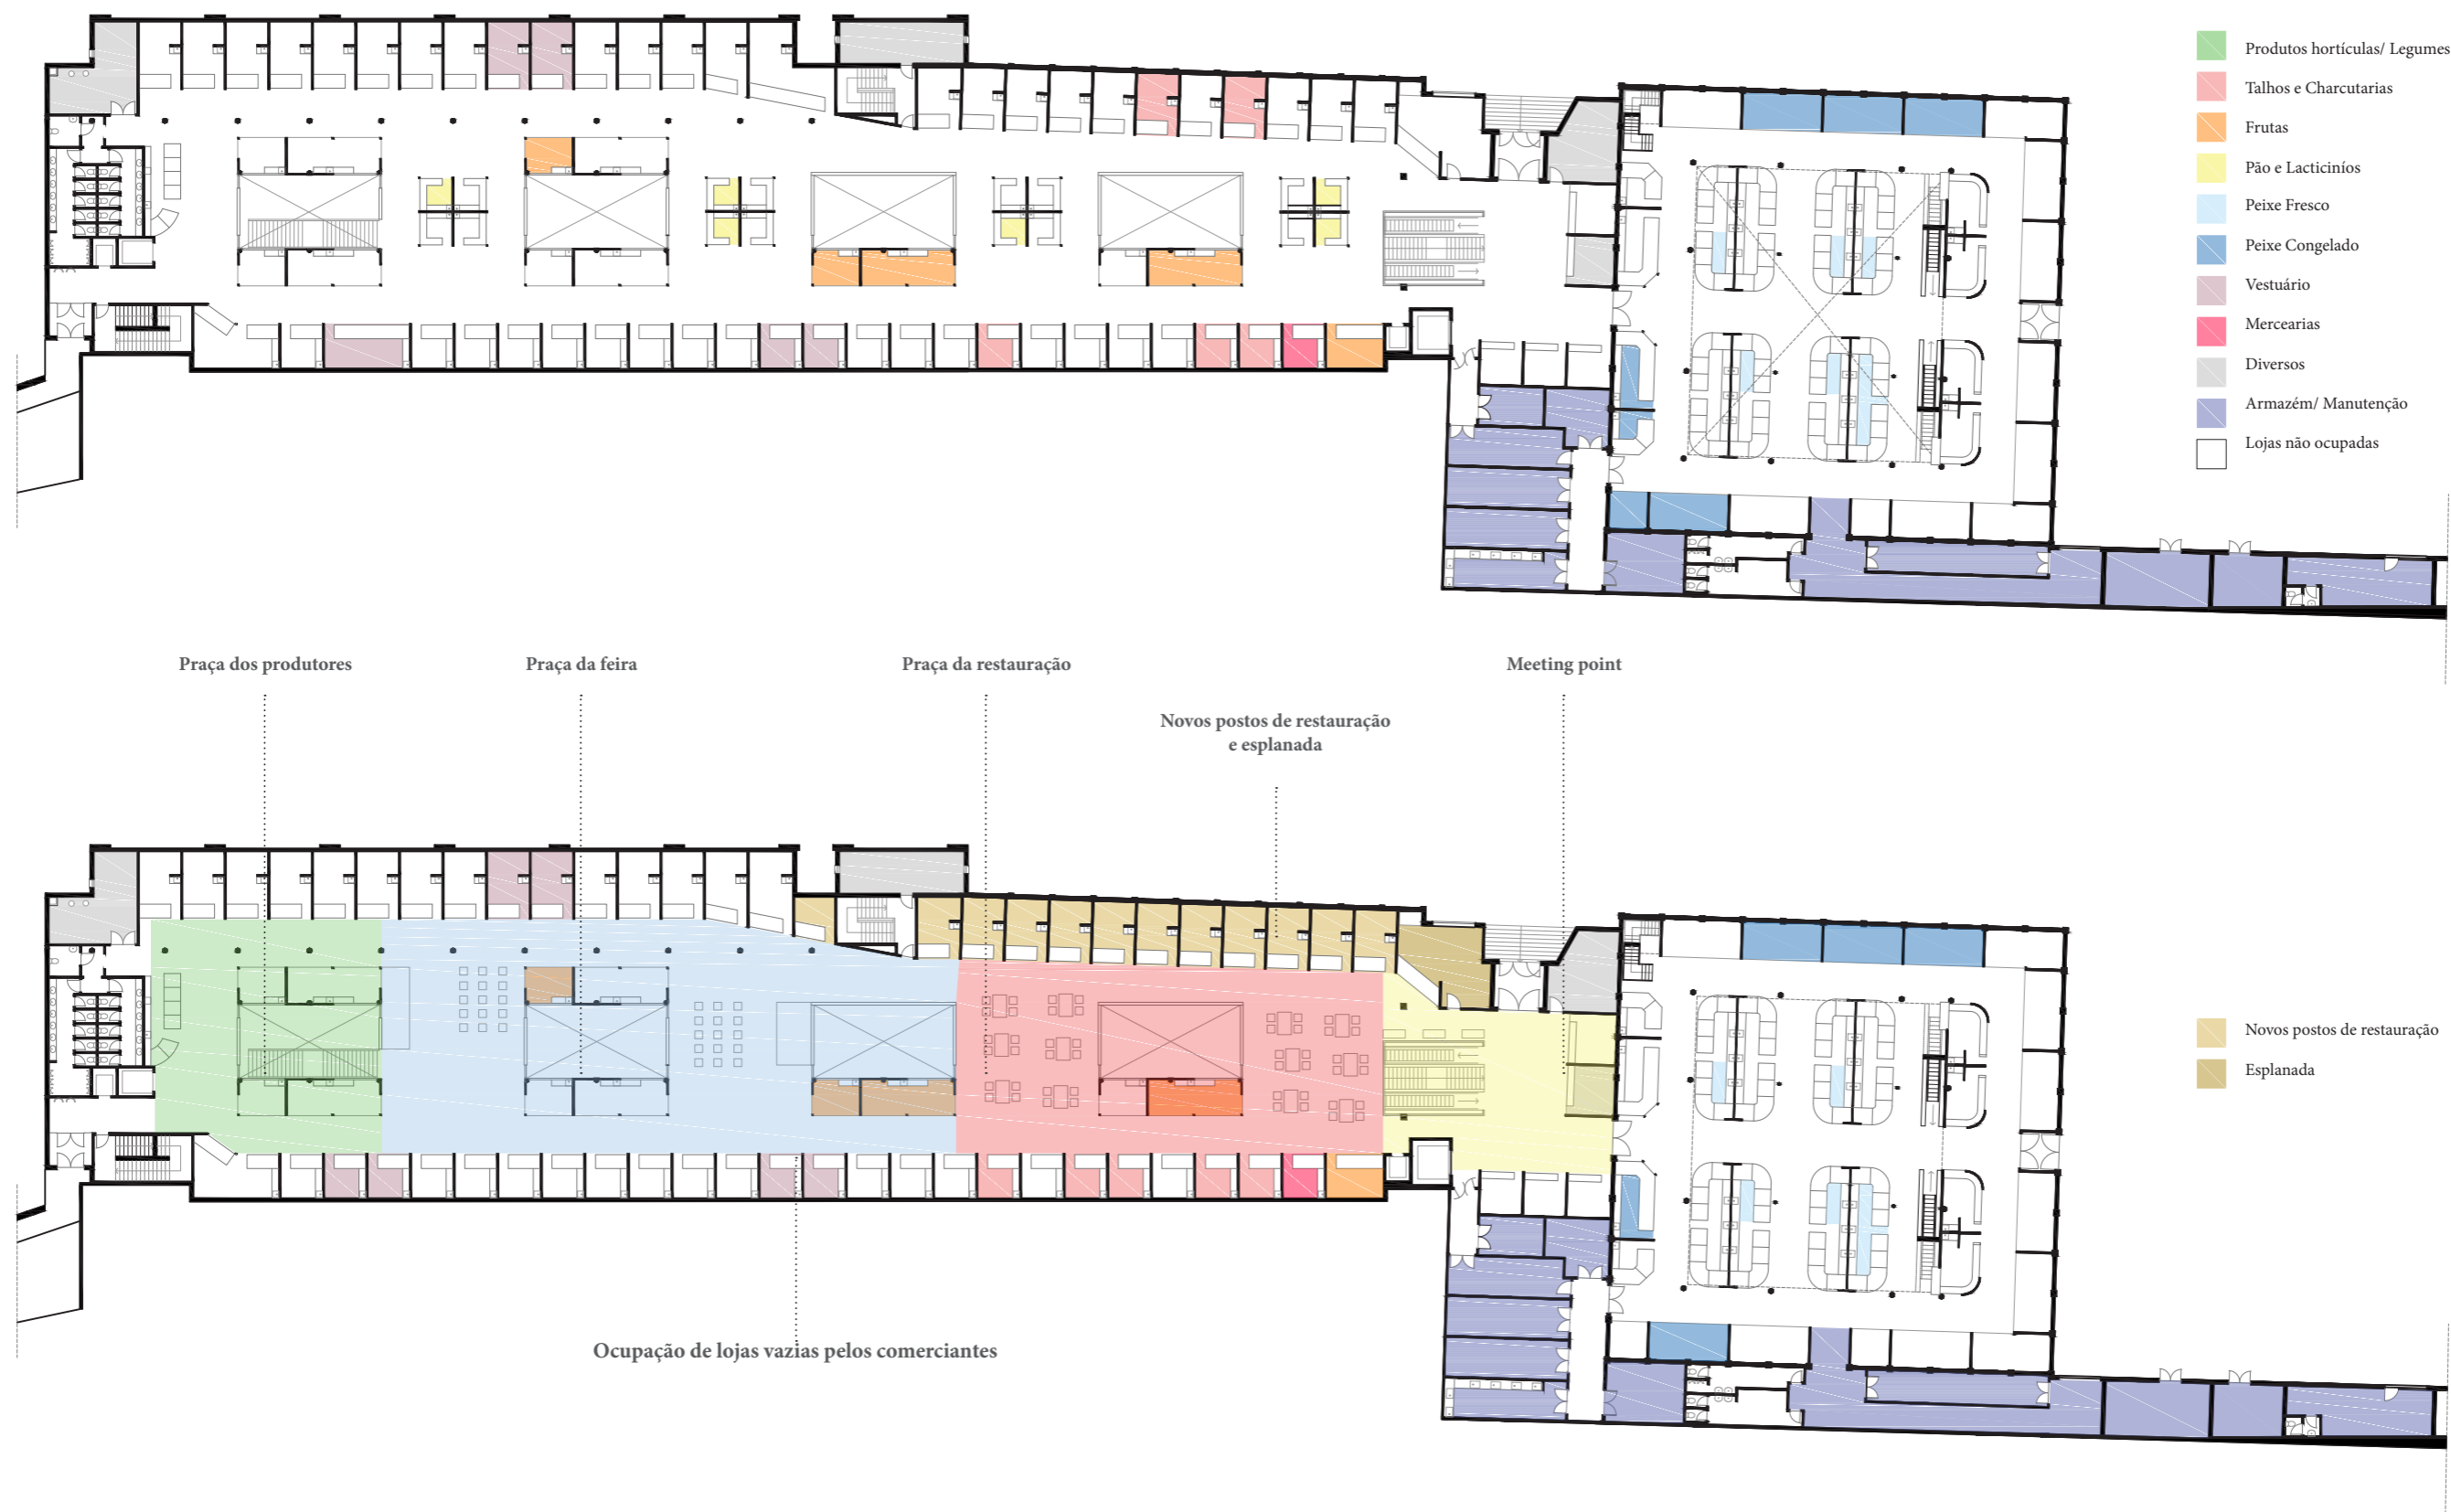 Produtos hortículas/ Legumes
Talhos e Charcutarias
Frutas
Pão e Lacticiníos
Peixe Fresco
Peixe Congelado
Vestuário
Mercearias
Diversos
Armazém/ Manutenção
Lojas não ocupadas
Praça dos produtores
Praça da feira
Praça da restauração
Meeting point
Novos postos de restauração
e esplanada
Novos postos de restauração
Esplanada
Ocupação de lojas vazias pelos comerciantes